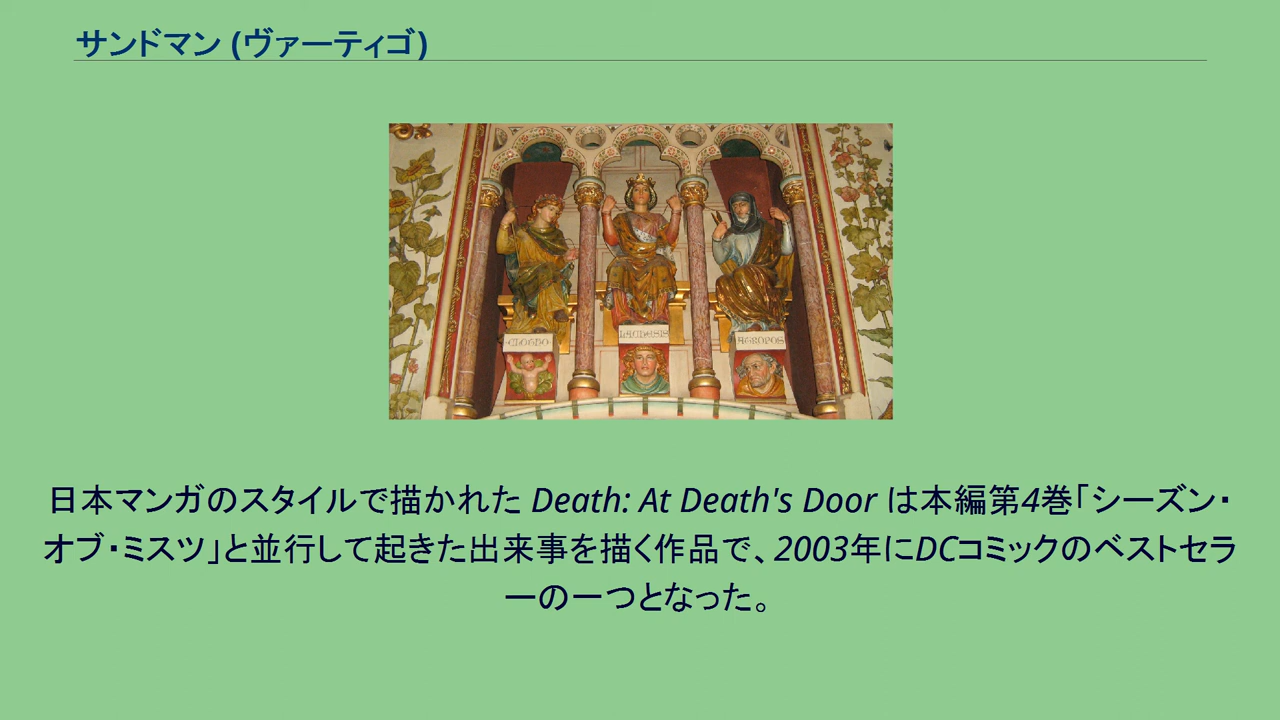 サンドマン (ヴァーティゴ)
CLOTHO
LACHESIS
ATROPOS
日本マンガのスタイルで描かれた Death: At Death's Door は本編第4巻「シーズン・
オブ・ミスツ」と並行して起きた出来事を描く作品で、2003年にDCコミックのベストセラ
ーの一つとなった。